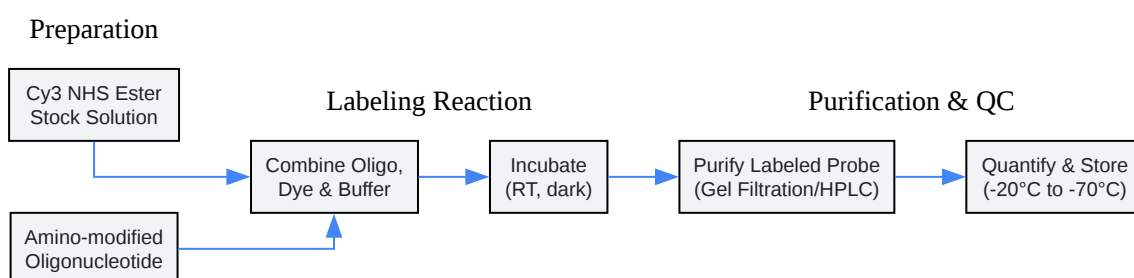 Preparation
Cy3 NHS Ester
Stock Solution
Amino-modified
Oligonucleotide
Labeling Reaction
Combine Oligo,
Dye & Buffer
Incubate
(RT, dark)
Purification & QC
Purify Labeled Probe
(Gel Filtration/HPLC)
Quantify & Store
(-20°C to -70°C)